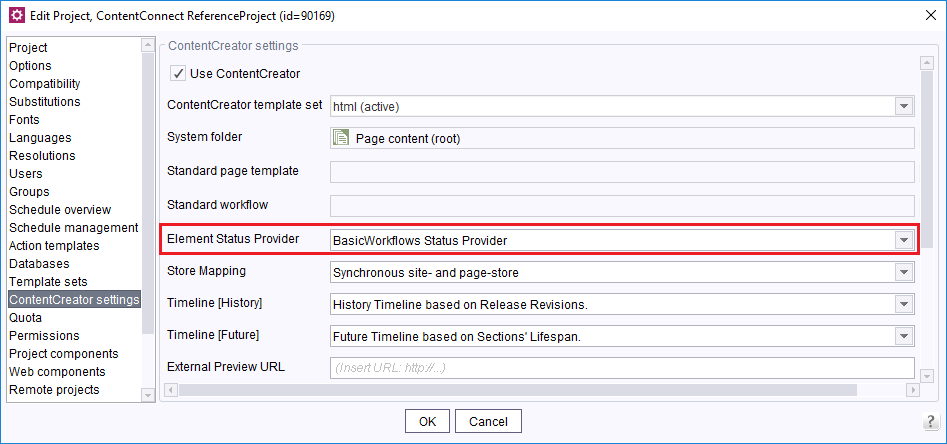 Edit Project, ContentConnect ReferenceProject (id=90169)
Project
Options
Compatibility
Substitutions
Fonts
Languages
Resolutions
Users
Groups
Schedule overview
Schedule management
Action templates
Databases
Template sets
ContentCreator settings
Quota
Permissions
Project components
Web components
Remote projects
ContentCreator settings
Use ContentCreator
ContentCreator template set html (active)
System folder Page content (root)
Standard page template
Standard workflow
Element Status Provider BasicWorkflows Status Provider
Store Mapping Synchronous site- and page-store
Timeline [History] History Timeline based on Release Revisions.
Timeline [Future] Future Timeline based on Sections' Lifespan.
External Preview URL (Insert URL: http://...)
OK Cancel ?